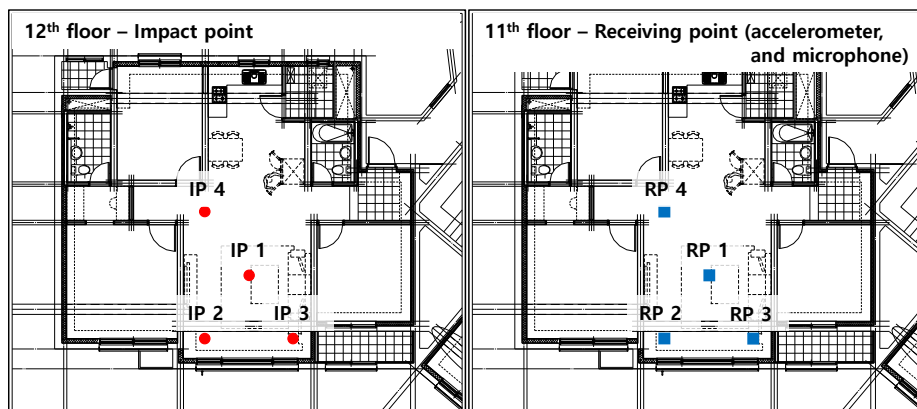 12th floor – Impact point
IP 4
IP 1
IP 2
IP 3
11th floor – Receiving point (accelerometer,
and microphone)
RP 4
RP 1
RP 2
RP 3